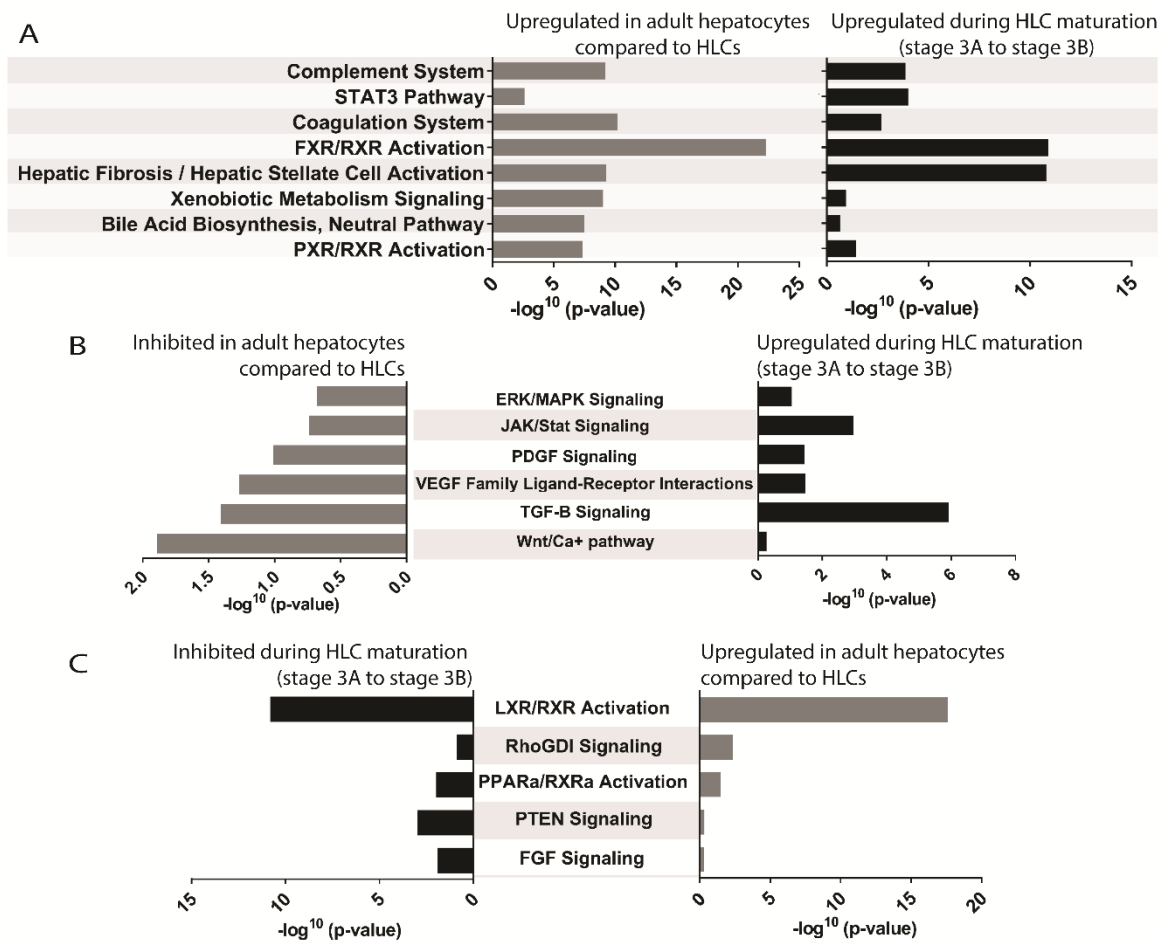 A
Upregulated in adult hepatocytes
compared to HLCs
Upregulated during HLC maturation
(stage 3A to stage 3B)
Complement System
STAT3 Pathway
Coagulation System
FXR/RXR Activation
Hepatic Fibrosis / Hepatic Stellate Cell Activation
Xenobiotic Metabolism Signaling
Bile Acid Biosynthesis, Neutral Pathway
PXR/RXR Activation
0 5 10 15 20 25
-log10 (p-value)
0 5 10 15
-log10 (p-value)
B
Inhibited in adult hepatocytes
compared to HLCs
Upregulated during HLC maturation
(stage 3A to stage 3B)
ERK/MAPK Signaling
JAK/Stat Signaling
PDGF Signaling
VEGF Family Ligand-Receptor Interactions
TGF-B Signaling
Wnt/Ca+ pathway
2.0 1.5 1.0 0.5 0.0
-log10 (p-value)
0 2 4 6 8
-log10 (p-value)
C
Inhibited during HLC maturation
(stage 3A to stage 3B)
Upregulated in adult hepatocytes
compared to HLCs
LXR/RXR Activation
RhoGDI Signaling
PPARa/RXRa Activation
PTEN Signaling
FGF Signaling
15 10 5 0
-log10 (p-value)
0 5 10 15 20
-log10 (p-value)